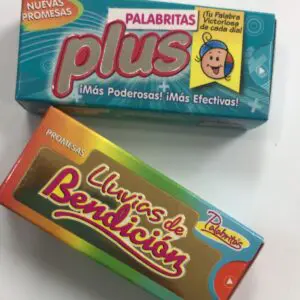 NUEVAS
PROMESAS
PALABRITAS
plus
¡Tu Palabra
Victoriosa
de cada día!
¡Más Poderosas! ¡Más Efectivas!
PROMESAS
Lluvias de
Bendición
Palabritas